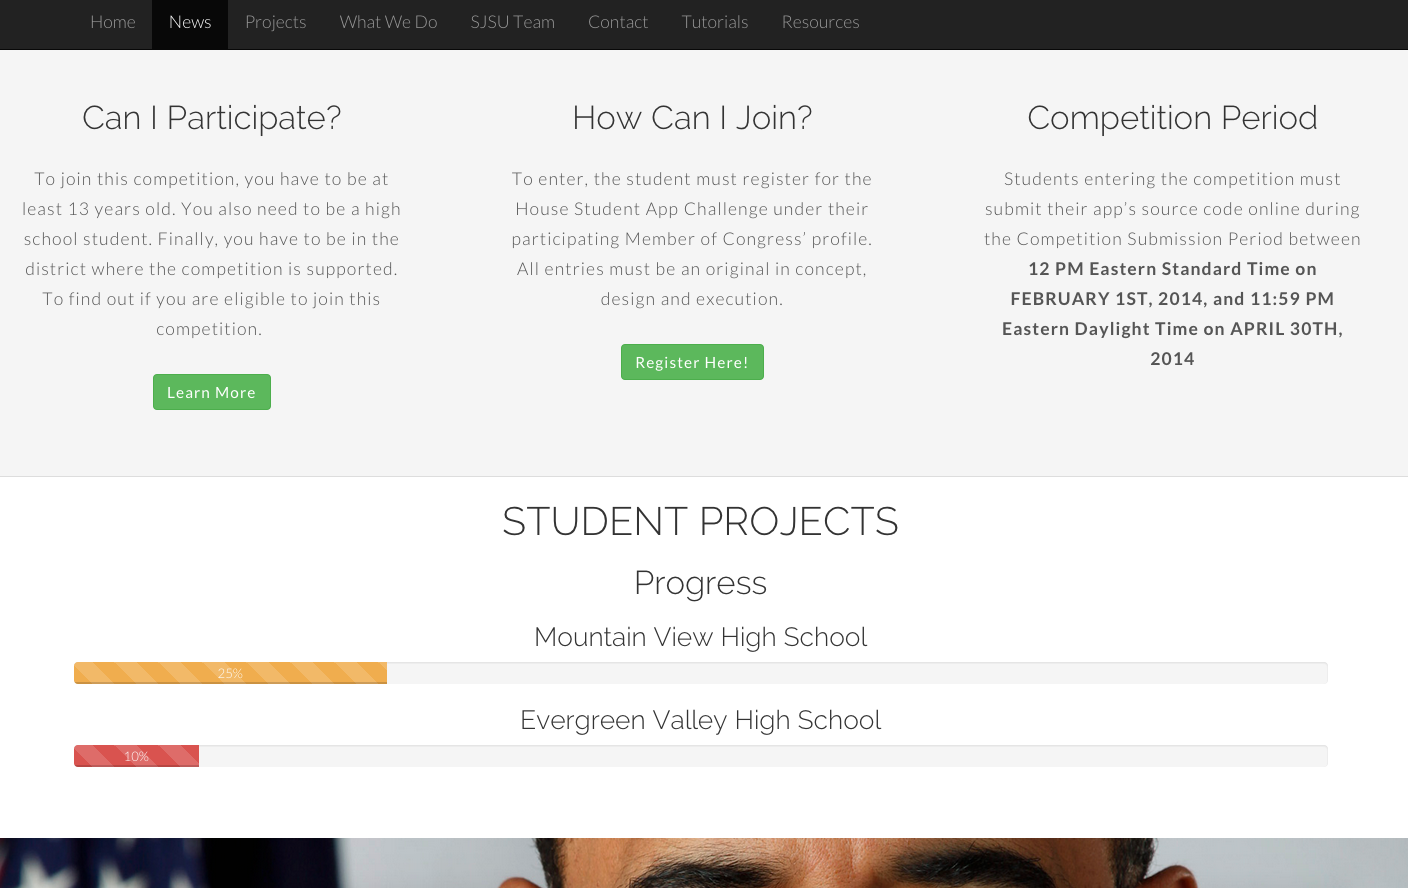 Home News Projects What We Do SJSU Team Contact Tutorials Resources
Can I Participate?
To join this competition, you have to be at
least 13 years old. You also need to be a high
school student. Finally, you have to be in the
district where the competition is supported.
To find out if you are eligible to join this
competition.
Learn More
How Can I Join?
To enter, the student must register for the
House Student App Challenge under their
participating Member of Congress’ profile.
All entries must be an original in concept,
design and execution.
Register Here!
Competition Period
Students entering the competition must
submit their app’s source code online during
the Competition Submission Period between
12 PM Eastern Standard Time on
FEBRUARY 1ST, 2014, and 11:59 PM
Eastern Daylight Time on APRIL 30TH,
2014
STUDENT PROJECTS
Progress
Mountain View High School
25%
Evergreen Valley High School
10%